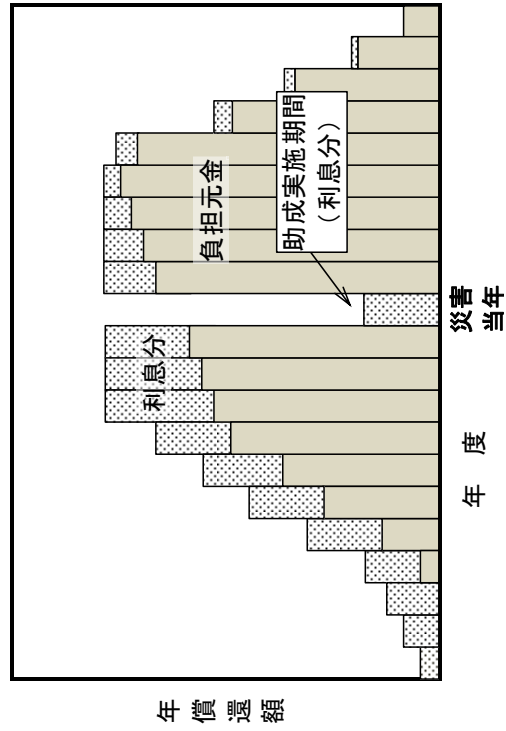 年償還額
利息分
負担元金
助成実施期間
（利息分）
災害
当年
年　度